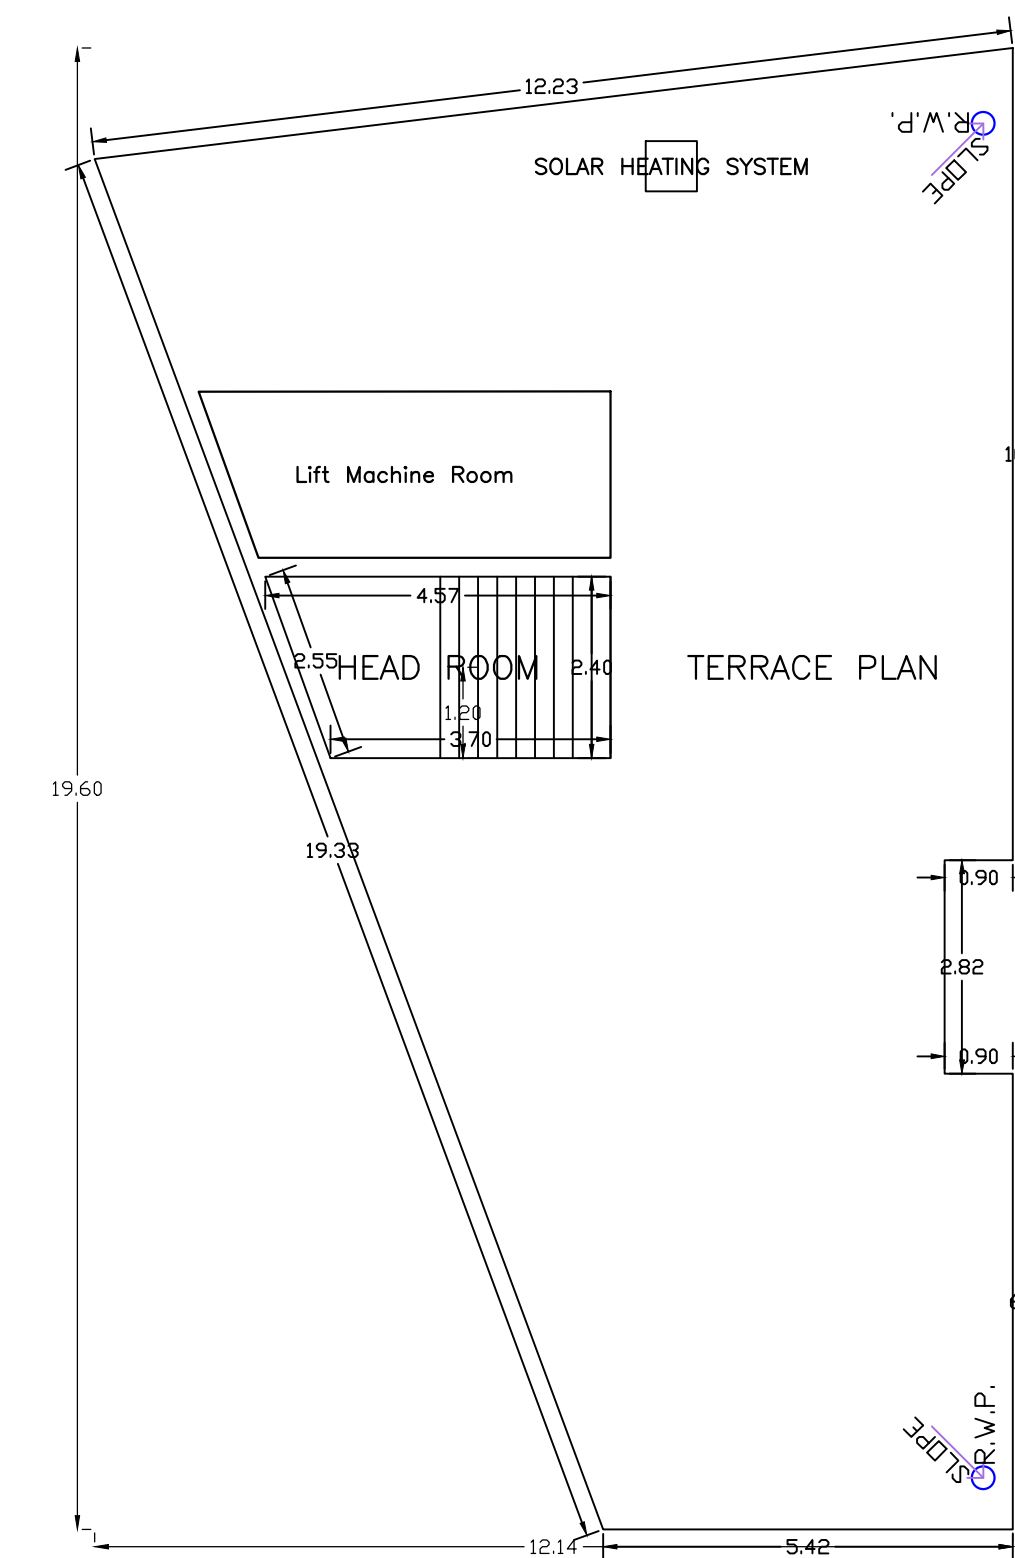 12.23
R.W.P.
SLOPE
SOLAR HEATING SYSTEM
Lift Machine Room
4.57
2.55
HEAD ROOM
2.40
TERRACE PLAN
1.20
3.70
19.60
19.33
0.90
2.82
0.90
R.W.P.
SLOPE
12.14
5.42